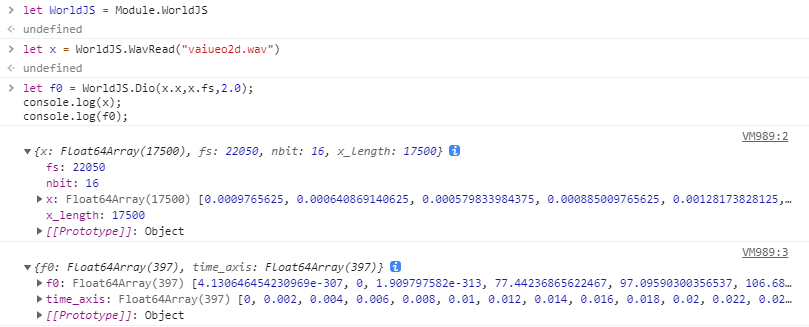 let WorldJS = Module.WorldJS
undefined
let x = WorldJS.WavRead("vaiueo2d.wav")
undefined
let f0 = WorldJS.Dio(x.x,x.fs,2.0);
console.log(x);
console.log(f0);
VM989:2
{x: Float64Array(17500), fs: 22050, nbit: 16, x_length: 17500}
fs: 22050
nbit: 16
x: Float64Array(17500) [0.0009765625, 0.000640869140625, 0.000579833984375, 0.000885009765625, 0.00128173828125,…
x_length: 17500
[[Prototype]]: Object
VM989:3
{f0: Float64Array(397), time_axis: Float64Array(397)}
f0: Float64Array(397) [4.130646454230969e-307, 0, 1.909797582e-313, 77.44236865622467, 97.09590300356537, 106.68…
time_axis: Float64Array(397) [0, 0.002, 0.004, 0.006, 0.008, 0.01, 0.012, 0.014, 0.016, 0.018, 0.02, 0.022, 0.02…
[[Prototype]]: Object